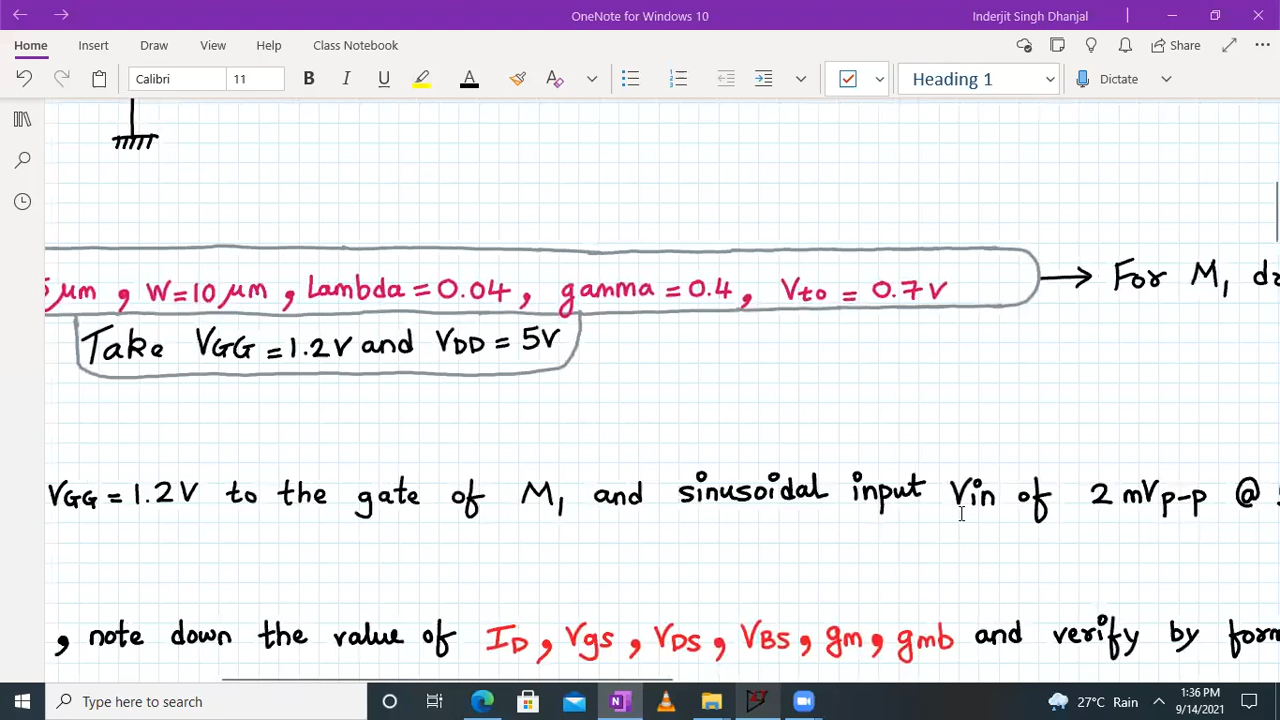 OneNote for Windows 10
Inderjit Singh Dhanjal
Home Insert Draw View Help Class Notebook Share
Calibri 11 B I U A Heading 1 Dictate
μm, W=10 μm, Lambda = 0.04, gamma = 0.4, Vto = 0.7 V
For M1
Take VGG = 1.2V and VDD = 5V
VGG = 1.2V to the gate of M1 and sinusoidal input Vin of 2 mVp-p @
, note down the value of ID, Vgs, VDS, VBS, gm, gmb and verify by
Type here to search
27°C Rain
1:36 PM
9/14/2021